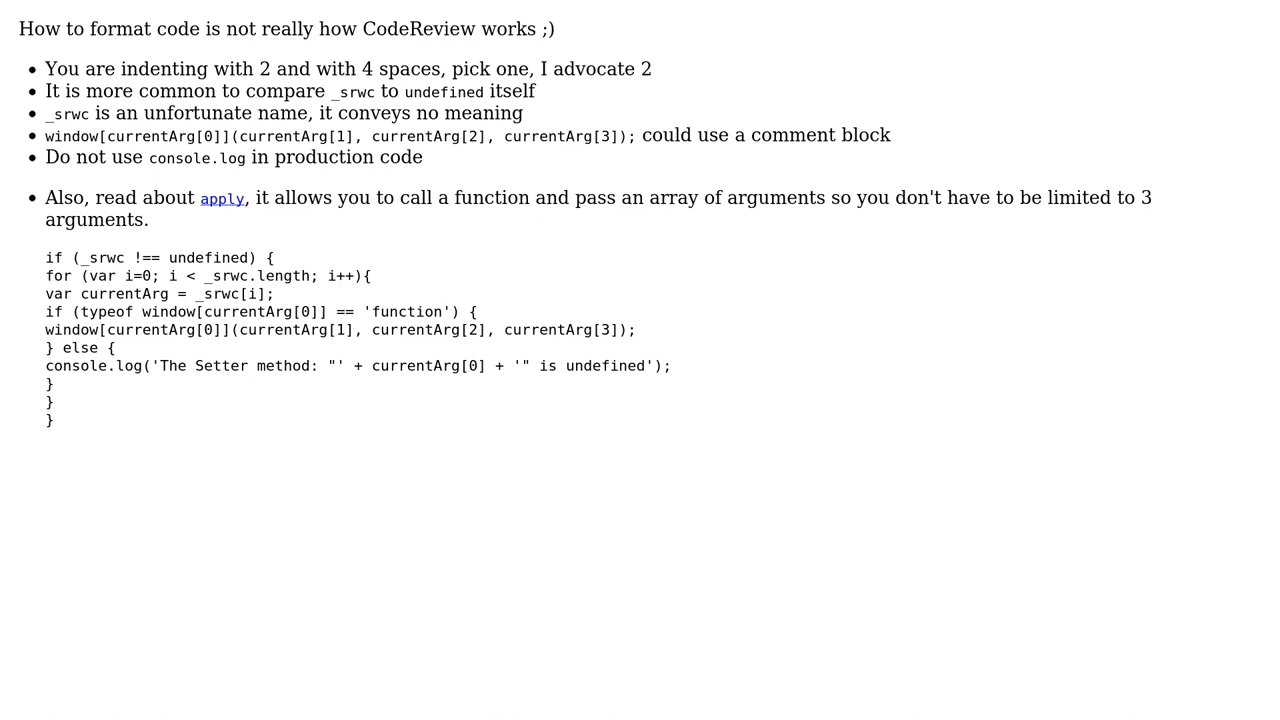 How to format code is not really how CodeReview works ;)
• You are indenting with 2 and with 4 spaces, pick one, I advocate 2
• It is more common to compare _srwc to undefined itself
• _srwc is an unfortunate name, it conveys no meaning
• window[currentArg[0]](currentArg[1], currentArg[2], currentArg[3]); could use a comment block
• Do not use console.log in production code
• Also, read about apply, it allows you to call a function and pass an array of arguments so you don't have to be limited to 3
arguments.
if (_srwc !== undefined) {
for (var i=0; i < _srwc.length; i++){
var currentArg = _srwc[i];
if (typeof window[currentArg[0]] == 'function') {
window[currentArg[0]](currentArg[1], currentArg[2], currentArg[3]);
} else {
console.log('The Setter method: "' + currentArg[0] + '" is undefined');
}
}
}